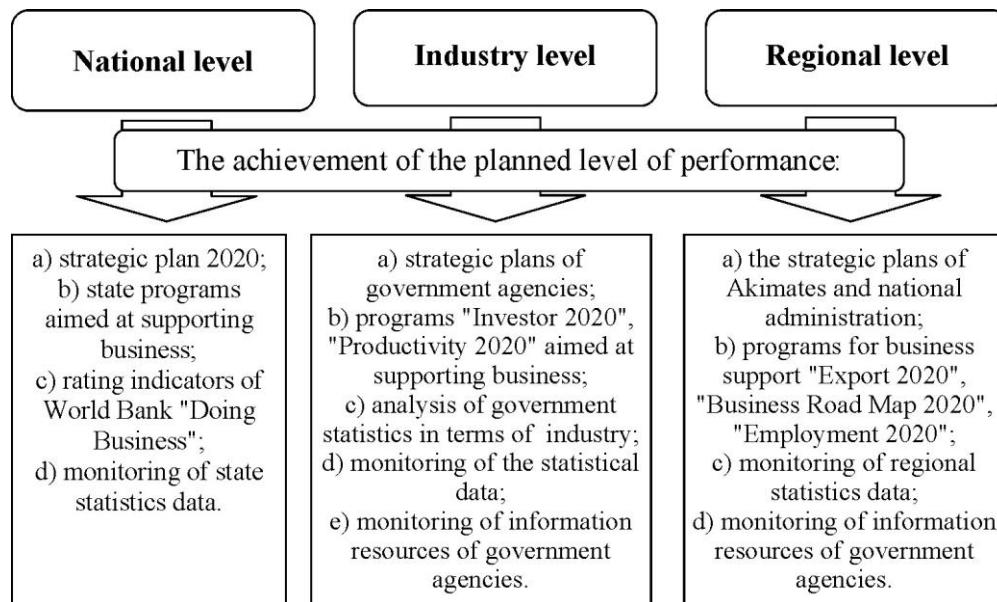 National level
Industry level
Regional level
The achievement of the planned level of performance:
a) strategic plan 2020;
b) state programs
aimed at supporting
business;
c) rating indicators of
World Bank "Doing
Business";
d) monitoring of state
statistics data.
a) strategic plans of
government agencies;
b) programs "Investor 2020",
"Productivity 2020" aimed at
supporting business;
c) analysis of government
statistics in terms of industry;
d) monitoring of the statistical
data;
e) monitoring of information
resources of government
agencies.
a) the strategic plans of
Akimates and national
administration;
b) programs for business
support "Export 2020",
"Business Road Map 2020",
"Employment 2020";
c) monitoring of regional
statistics data;
d) monitoring of information
resources of government
agencies.